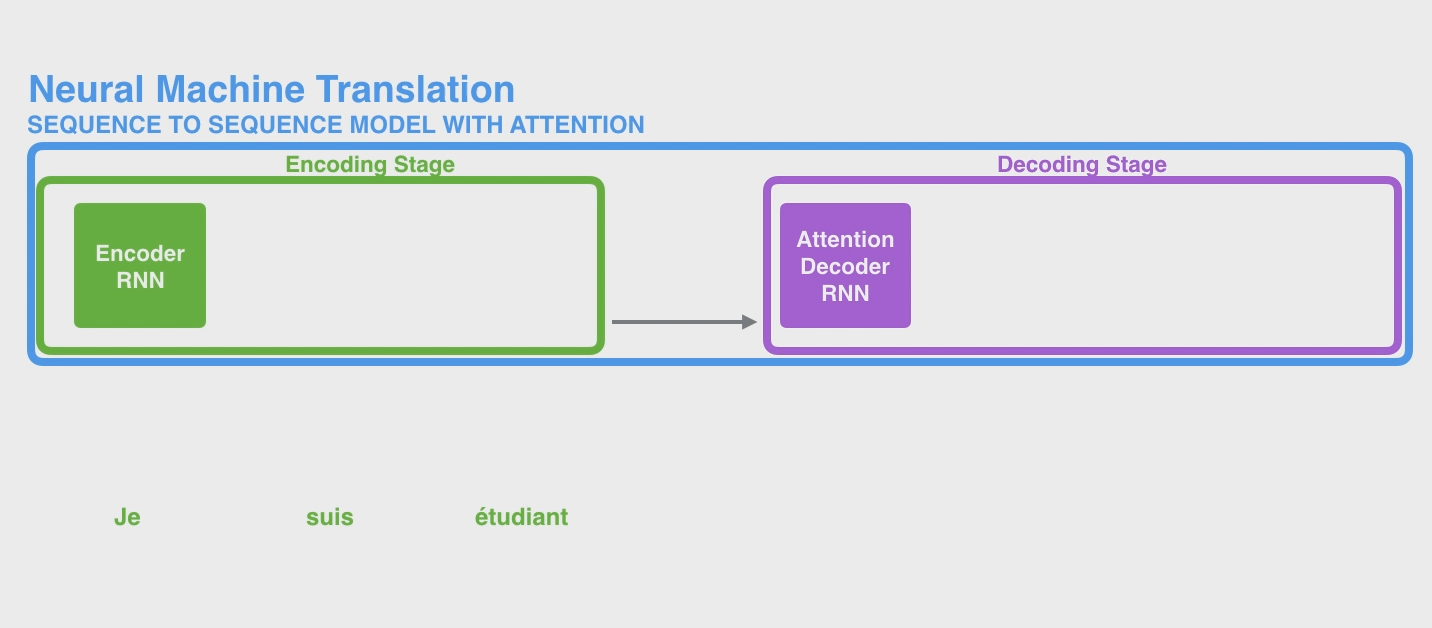 Neural Machine Translation
SEQUENCE TO SEQUENCE MODEL WITH ATTENTION
Encoding Stage
Decoding Stage
Encoder
RNN
Attention
Decoder
RNN
Je suis étudiant